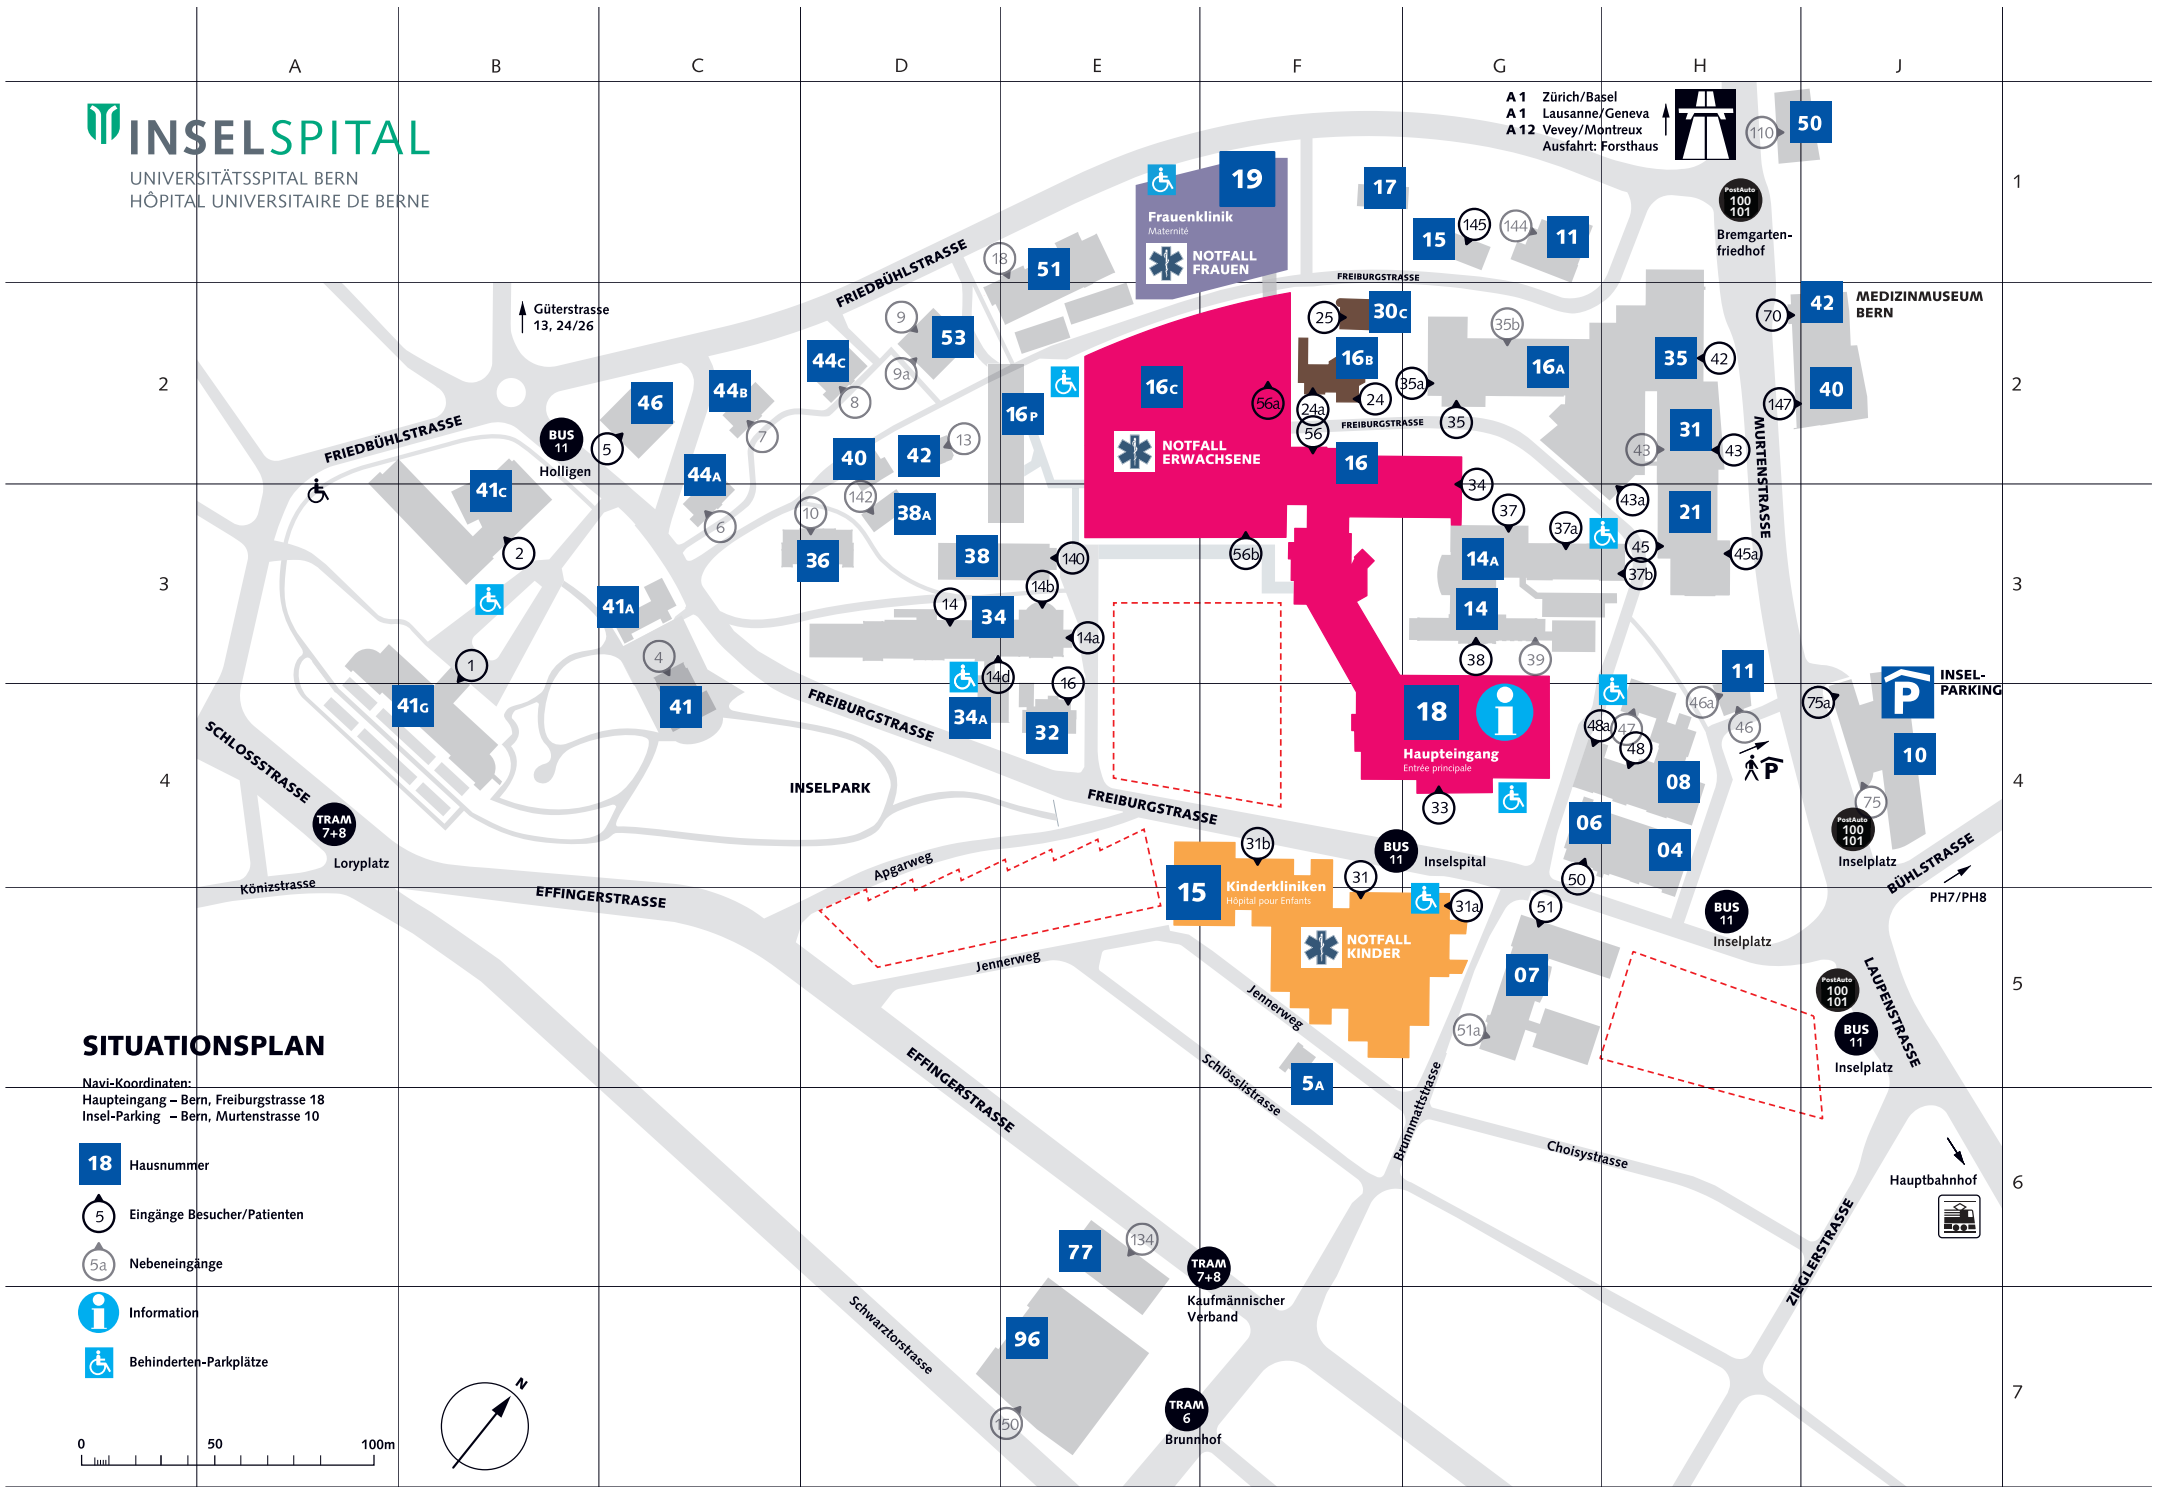 A B C D E F G H J
INSELSPITAL
UNIVERSITÄTSSPITAL BERN
HÔPITAL UNIVERSITAIRE DE BERNE
A 1 Zürich/Basel
A 1 Lausanne/Geneva
A 12 Vevey/Montreux
Ausfahrt: Forsthaus
110
50
1
1
PostAuto
100
101
Bremgarten-
friedhof
19
Frauenklinik
Maternité
NOTFALL
FRAUEN
17
15
145
144
11
FRIEDBÜHLSTRASSE
18
51
FREIBURGSTRASSE
Güterstrasse
13, 24/26
9
53
9a
44C
8
25
30C
35b
70
42
MEDIZINMUSEUM
BERN
2
2
46
44B
7
16P
16C
56a
16B
24a
24
35a
16A
35
42
147
40
FRIEDBÜHLSTRASSE
BUS
11
Holligen
5
40
42
13
NOTFALL
ERWACHSENE
56
FREIBURGSTRASSE
35
31
43
43
MURTENSTRASSE
41C
44A
142
38A
16
34
43a
21
2
6
10
36
38
140
56b
37
37a
14A
45
37b
45a
3
3
41A
14
14b
34
14a
14
1
4
14d
16
38
39
11
INSEL-
PARKING
P
41G
41
FREIBURGSTRASSE
34A
32
18
Haupteingang
Entrée principale
48a
47
48
46a
46
75a
P
10
SCHLOSSSTRASSE
4
4
INSELPARK
FREIBURGSTRASSE
33
08
75
TRAM
7+8
Loryplatz
06
PostAuto
100
101
Inselplatz
Apgarweg
31b
BUS
11
Inselspital
04
BÜHLSTRASSE
PH7/PH8
Könizstrasse
EFFINGERSTRASSE
15
Kinderkliniken
Hôpital pour Enfants
31
31a
50
51
BUS
11
Inselplatz
NOTFALL
KINDER
Jennerweg
07
5
PostAuto
100
101
LAUPENSTRASSE
Jennerweg
51a
BUS
11
Inselplatz
SITUATIONSPLAN
EFFINGERSTRASSE
Schlösslistrasse
5A
Navi-Koordinaten:
Haupteingang – Bern, Freiburgstrasse 18
Insel-Parking – Bern, Murtenstrasse 10
Brunnmattstrasse
Choisystrasse
Hauptbahnhof
6
18 Hausnummer
5 Eingänge Besucher/Patienten
5a Nebeneingänge
Information
Behinderten-Parkplätze
77
134
TRAM
7+8
Kaufmännischer
Verband
ZIEGLERSTRASSE
Schwarztorstrasse
96
150
TRAM
6
Brunnhof
7
N
0 50 100m